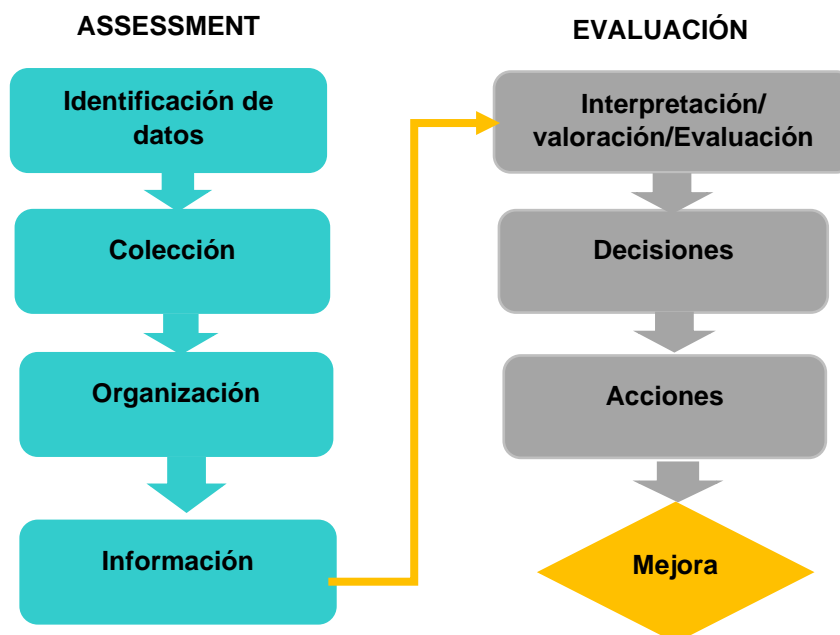 ASSESSMENT
Identificación de
datos
Colección
Organización
Información
EVALUACIÓN
Interpretación/
valoración/Evaluación
Decisiones
Acciones
Mejora